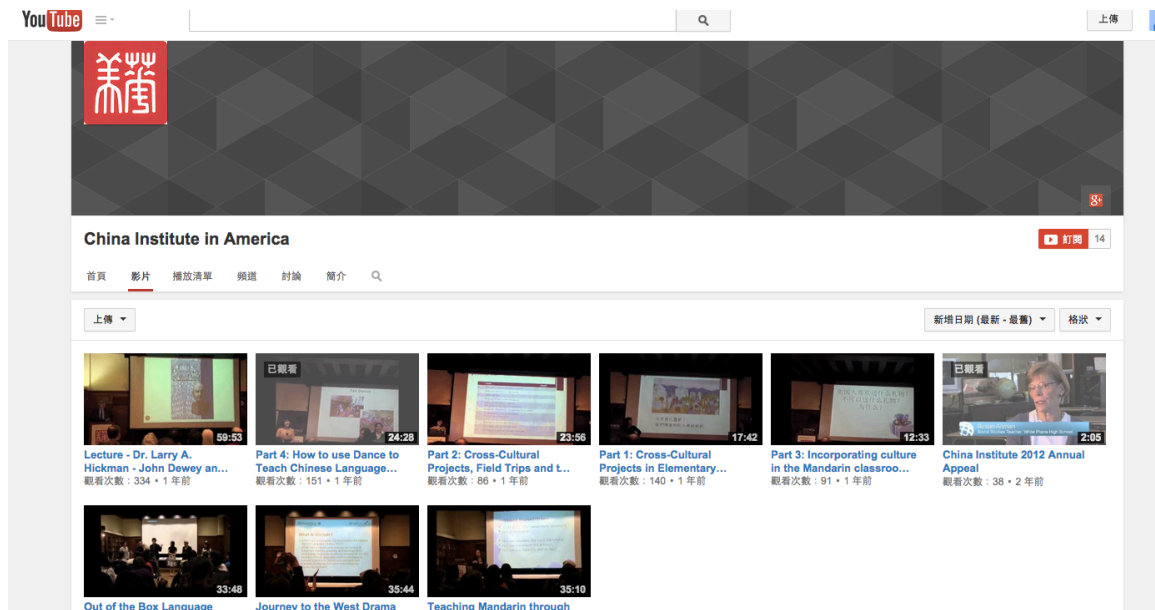 YouTube
上傳
美華
China Institute in America
訂閱 14
首頁 影片 播放清單 頻道 討論 簡介
上傳
新增日期 (最新 - 最舊)
格狀
59:53
Lecture - Dr. Larry A.
Hickman - John Dewey an...
觀看次數：334 • 1 年前
已觀看
24:28
Part 4: How to use Dance to
Teach Chinese Language...
觀看次數：151 • 1 年前
23:56
Part 2: Cross-Cultural
Projects, Field Trips and t...
觀看次數：86 • 1 年前
17:42
Part 1: Cross-Cultural
Projects in Elementary...
觀看次數：140 • 1 年前
12:33
Part 3: Incorporating culture
in the Mandarin classroo...
觀看次數：91 • 1 年前
已觀看
2:05
China Institute 2012 Annual
Appeal
觀看次數：38 • 2 年前
33:48
Out of the Box Language
35:44
Journey to the West Drama
35:10
Teaching Mandarin through